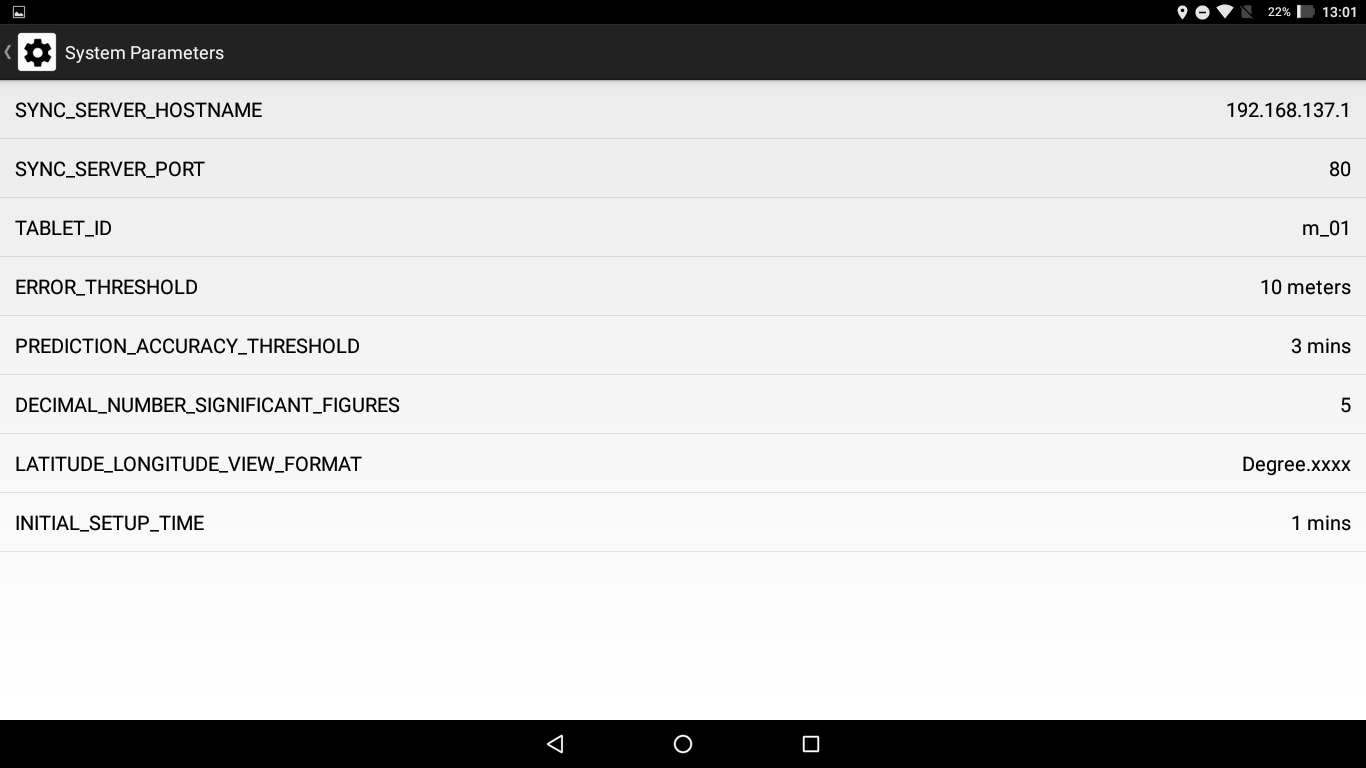 22% 13:01
System Parameters
SYNC_SERVER_HOSTNAME 192.168.137.1
SYNC_SERVER_PORT 80
TABLET_ID m_01
ERROR_THRESHOLD 10 meters
PREDICTION_ACCURACY_THRESHOLD 3 mins
DECIMAL_NUMBER_SIGNIFICANT_FIGURES 5
LATITUDE_LONGITUDE_VIEW_FORMAT Degree.xxxx
INITIAL_SETUP_TIME 1 mins